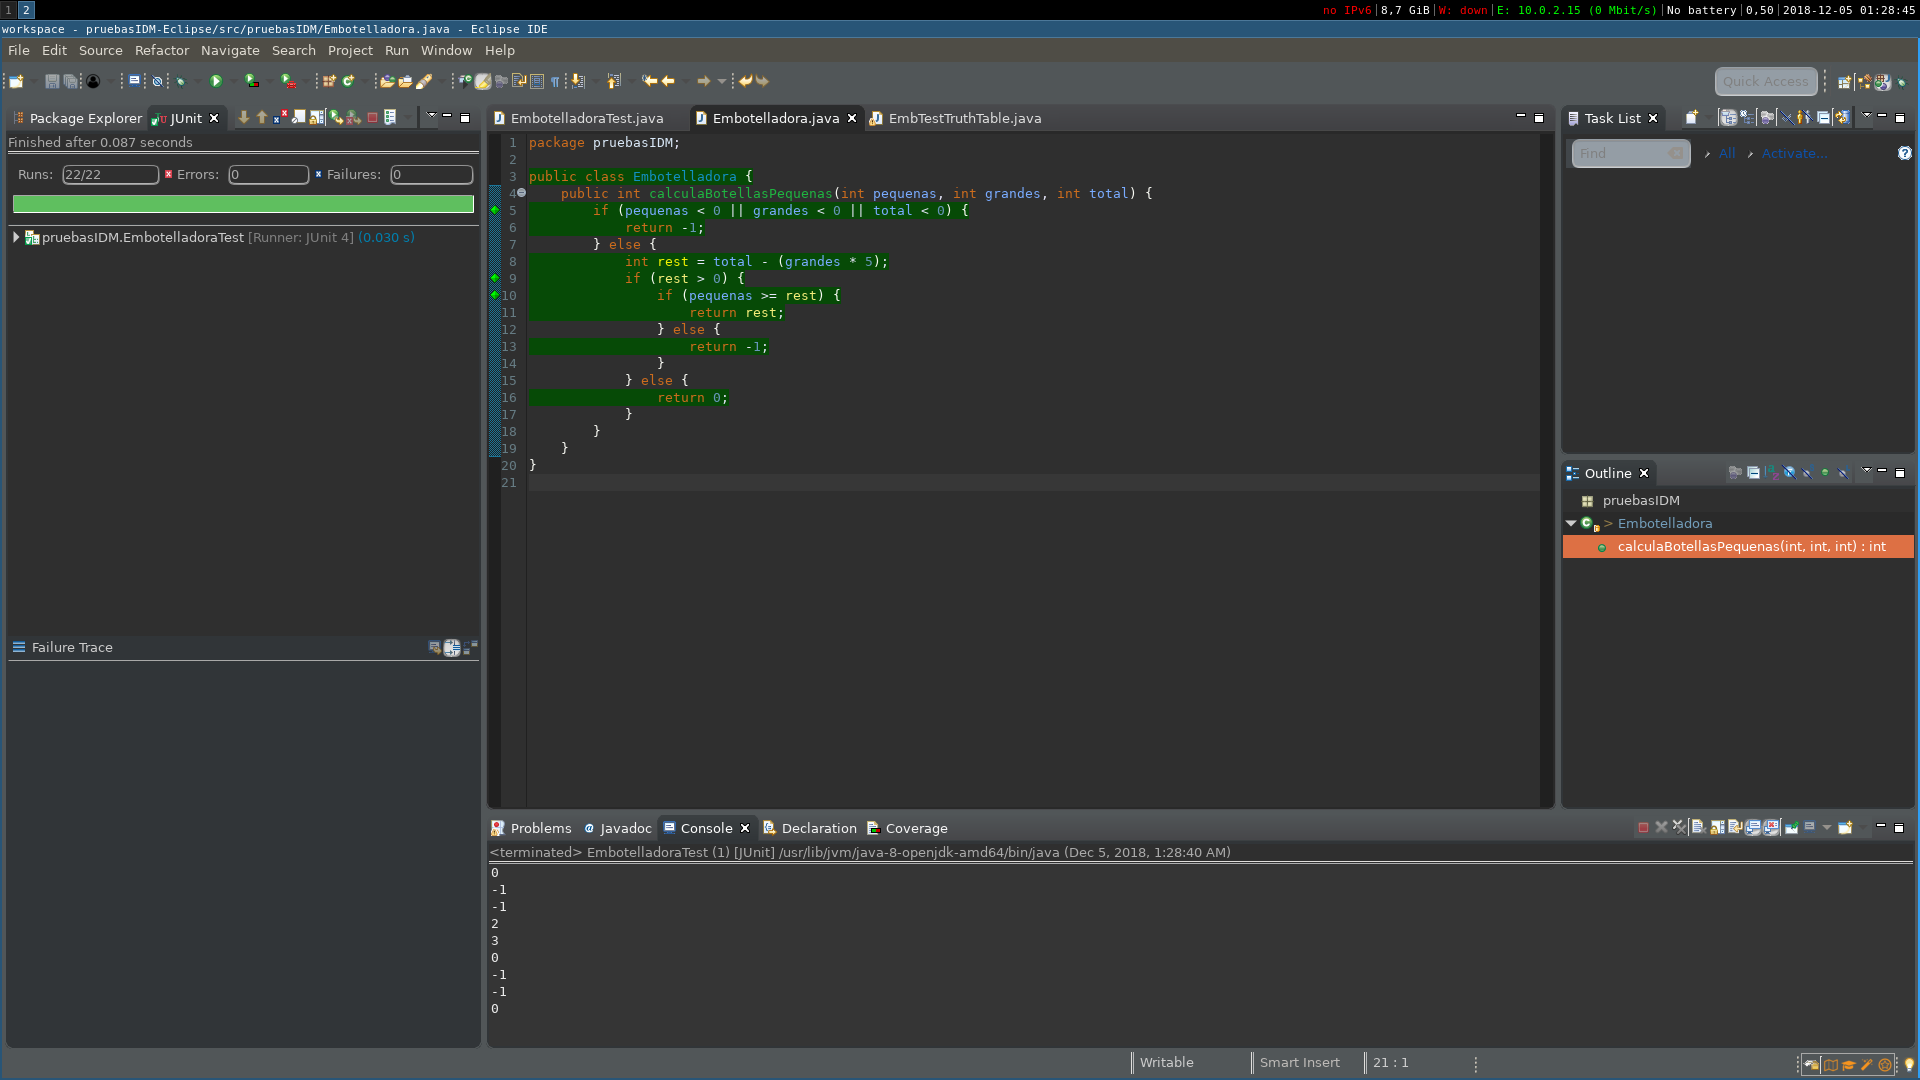 1 2 no IPv6|8,7 GiB|W: down|E: 10.0.2.15 (0 Mbit/s)|No battery|0,50|2018-12-05 01:28:45
workspace - pruebasIDM-Eclipse/src/pruebasIDM/Embotelladora.java - Eclipse IDE
File Edit Source Refactor Navigate Search Project Run Window Help
Quick Access
Package Explorer JUnit
Finished after 0.087 seconds
Runs: 22/22 Errors: 0 Failures: 0
pruebasIDM.EmbotelladoraTest [Runner: JUnit 4] (0.030 s)
Failure Trace
EmbotelladoraTest.java Embotelladora.java EmbTestTruthTable.java
1 package pruebasIDM;
2
3 public class Embotelladora {
4 public int calculaBotellasPequenas(int pequenas, int grandes, int total) {
5 if (pequenas < 0 || grandes < 0 || total < 0) {
6 return -1;
7 } else {
8 int rest = total - (grandes * 5);
9 if (rest > 0) {
10 if (pequenas >= rest) {
11 return rest;
12 } else {
13 return -1;
14 }
15 } else {
16 return 0;
17 }
18 }
19 }
20 }
21
Task List
Find All Activate...
Outline
pruebasIDM
> Embotelladora
calculaBotellasPequenas(int, int, int) : int
Problems Javadoc Console Declaration Coverage
<terminated> EmbotelladoraTest (1) [JUnit] /usr/lib/jvm/java-8-openjdk-amd64/bin/java (Dec 5, 2018, 1:28:40 AM)
0
-1
-1
2
3
0
-1
-1
0
Writable Smart Insert 21 : 1